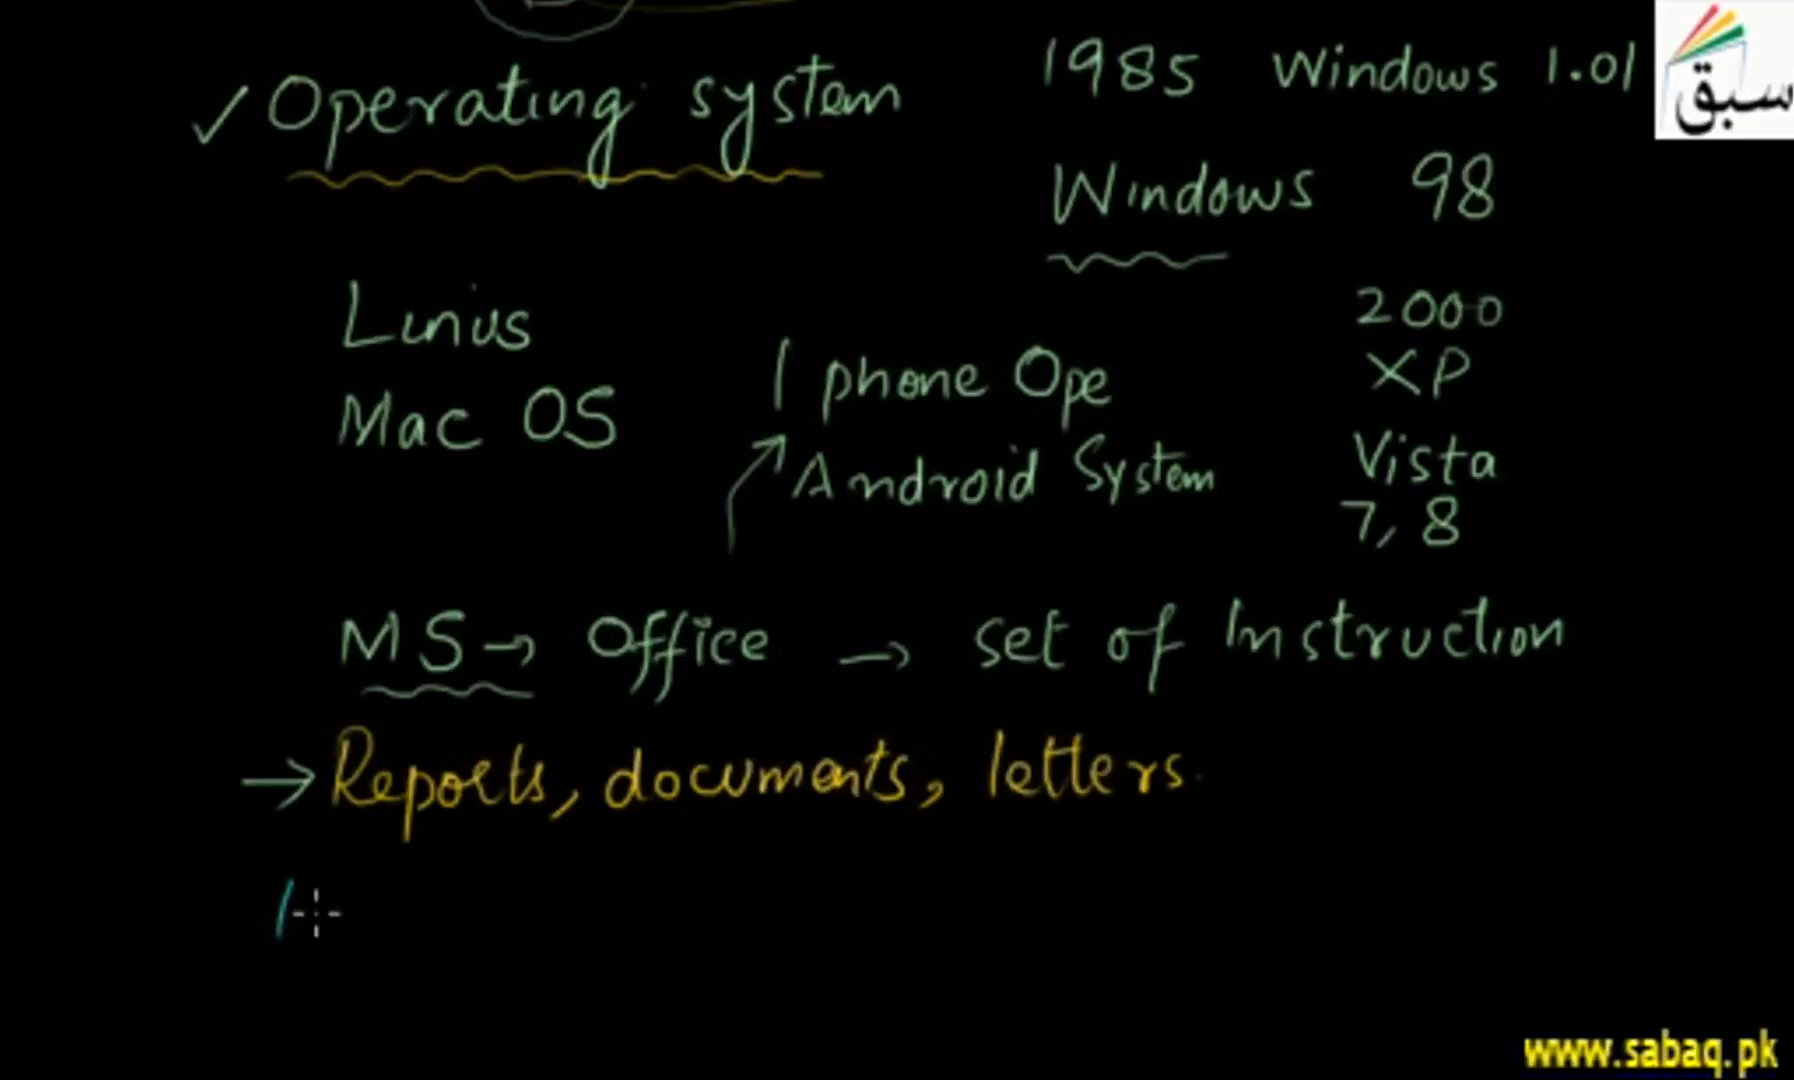 ✓ Operating system
1985 Windows 1.01
سبق
Windows 98
Linus
2000
I phone Ope
XP
Mac OS
Android System
Vista
7, 8
MS → Office → set of Instruction
→ Reports, documents, letters.
www.sabaq.pk